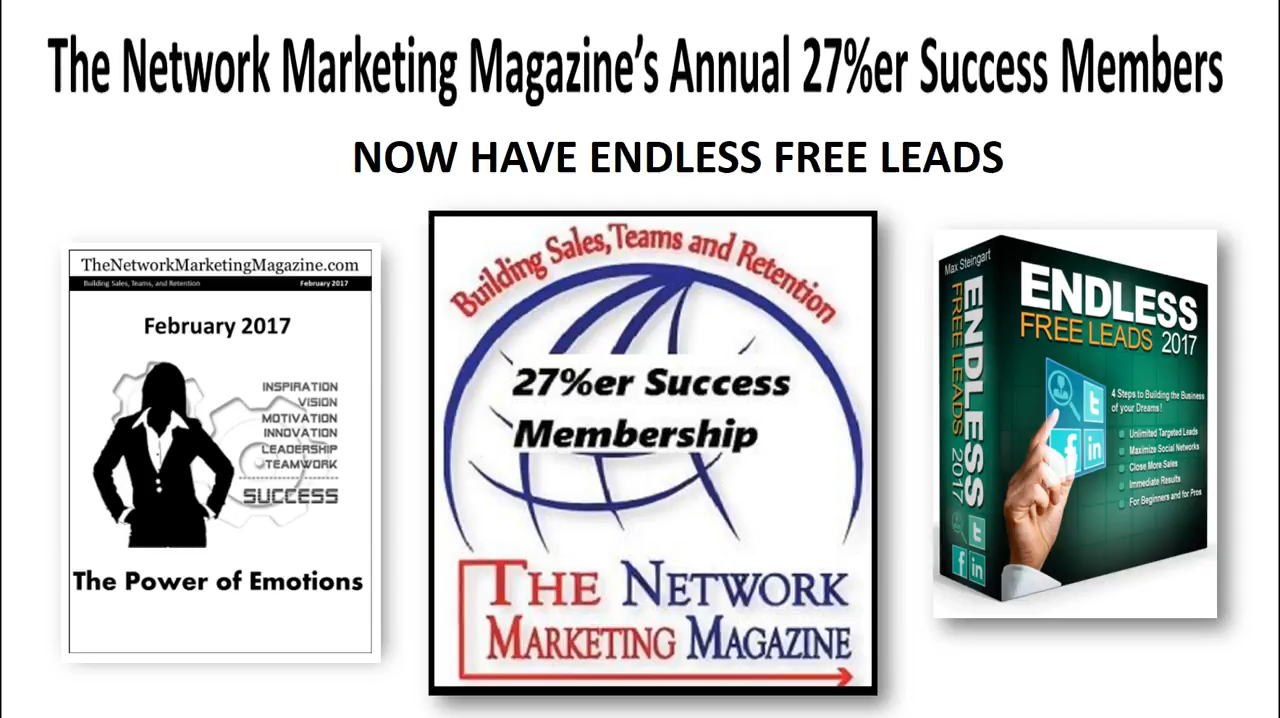 The Network Marketing Magazine's Annual 27%er Success Members
NOW HAVE ENDLESS FREE LEADS
TheNetworkMarketingMagazine.com
Building Sales, Teams, and Retention February 2017
February 2017
INSPIRATION
VISION
MOTIVATION
INNOVATION
LEADERSHIP
TEAMWORK
SUCCESS
The Power of Emotions
Building Sales, Teams and Retention
27%er Success
Membership
THE NETWORK
MARKETING MAGAZINE
Max Steingart
ENDLESS
FREE LEADS 2017
ENDLESS
FREE LEADS 2017
4 Steps to Building the Business
of your Dreams!
Unlimited Targeted Leads
Maximize Social Networks
Close More Sales
Immediate Results
For Beginners and for Pros
t
f in
t
f in